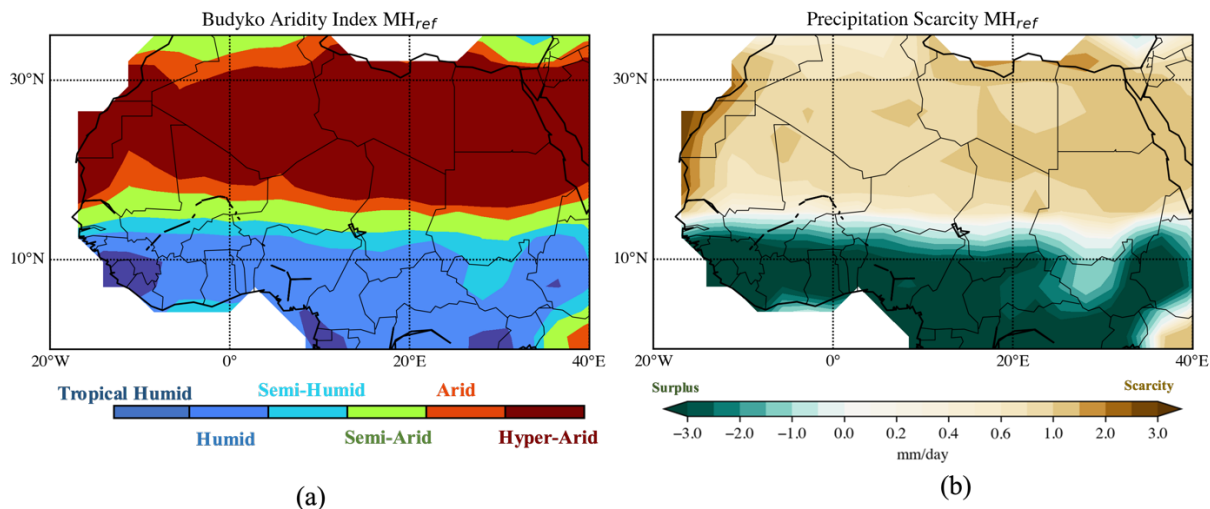 Budyko Aridity Index MHref
30°N
10°N
20°W
0°
20°E
40°E
Tropical Humid
Semi-Humid
Arid
Humid
Semi-Arid
Hyper-Arid
(a)
Precipitation Scarcity MHref
30°N
10°N
20°W
0°
20°E
40°E
Surplus
Scarcity
−3.0 −2.0 −1.0 0.0 0.2 0.4 0.6 1.0 2.0 3.0
mm/day
(b)